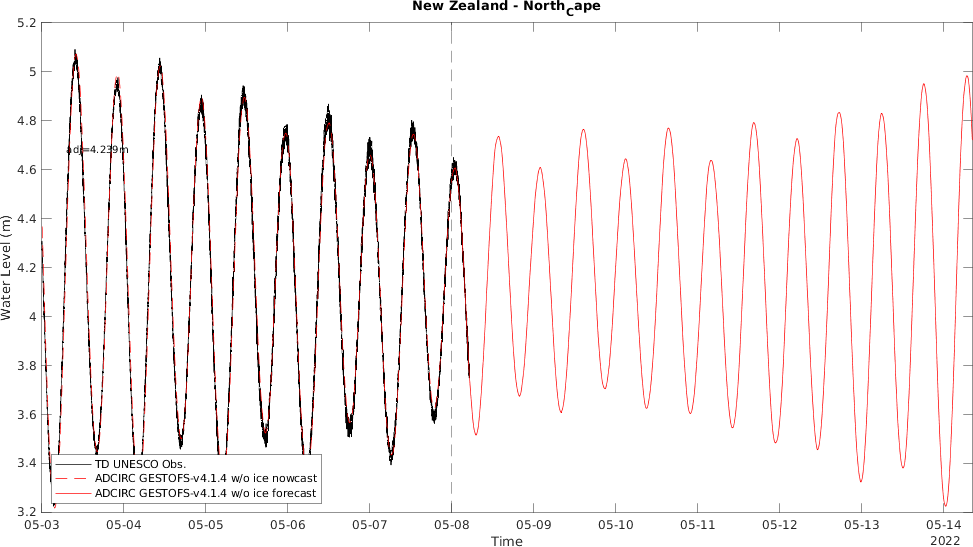 New Zealand - NorthCape
5.2
5
4.8
4.6
4.4
4.2
4
3.8
3.6
3.4
3.2
Water Level (m)
adj=4.239m
TD UNESCO Obs.
ADCIRC GESTOFS-v4.1.4 w/o ice nowcast
ADCIRC GESTOFS-v4.1.4 w/o ice forecast
05-03 05-04 05-05 05-06 05-07 05-08 05-09 05-10 05-11 05-12 05-13 05-14
2022
Time